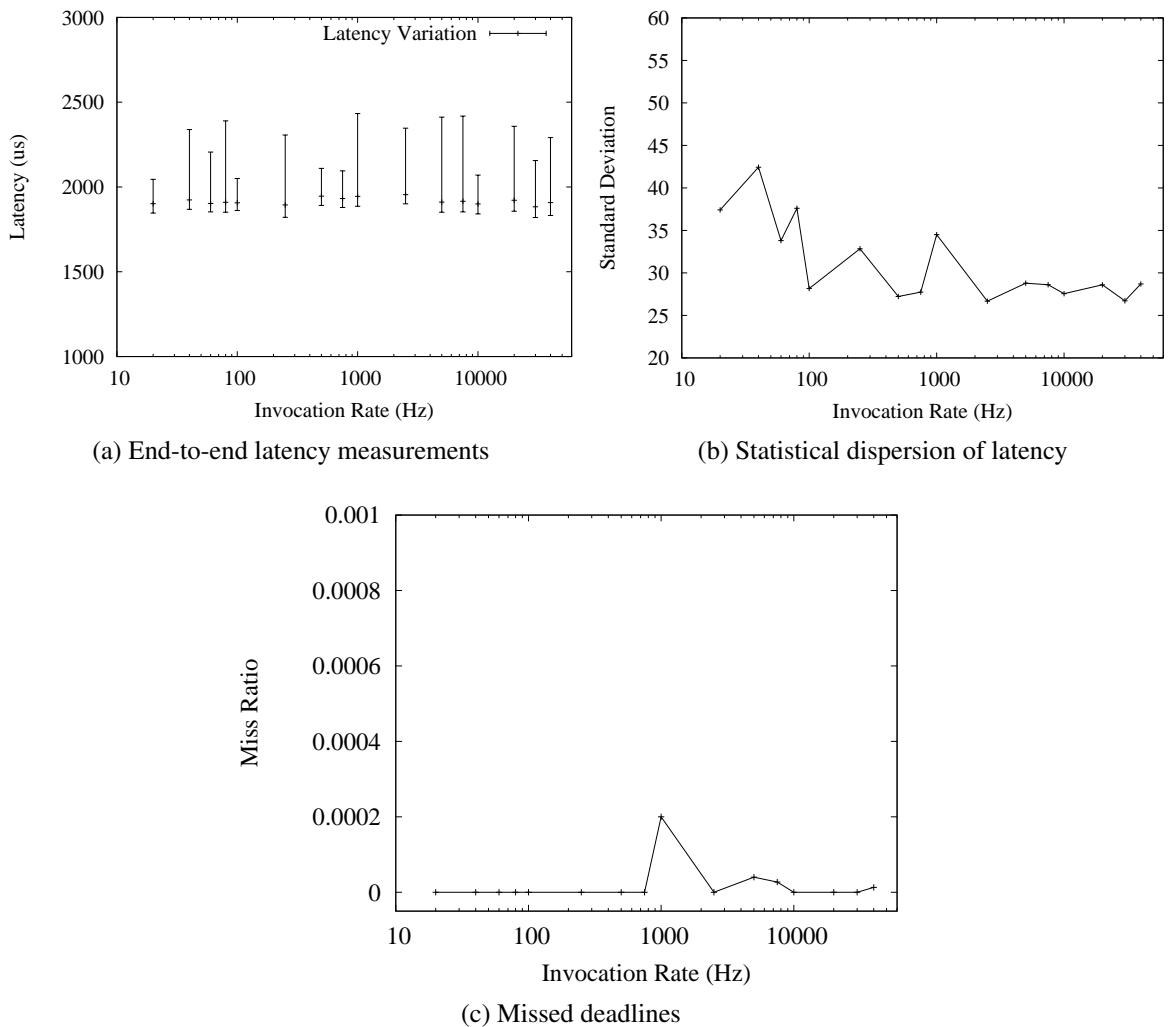 3000
2500
2000
1500
1000
Latency (us)
Latency Variation
10 100 1000 10000
Invocation Rate (Hz)
(a) End-to-end latency measurements
60
55
50
45
40
35
30
25
20
Standard Deviation
10 100 1000 10000
Invocation Rate (Hz)
(b) Statistical dispersion of latency
0.001
0.0008
0.0006
0.0004
0.0002
0
Miss Ratio
10 100 1000 10000
Invocation Rate (Hz)
(c) Missed deadlines